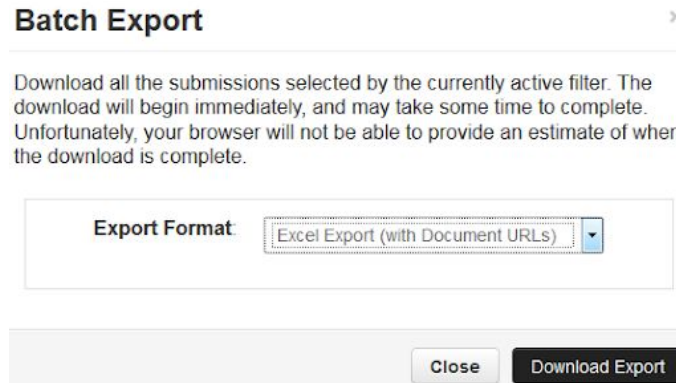 Batch Export
Download all the submissions selected by the currently active filter. The
download will begin immediately, and may take some time to complete.
Unfortunately, your browser will not be able to provide an estimate of wher
the download is complete.
Export Format:
Excel Export (with Document URLs)
Close
Download Export